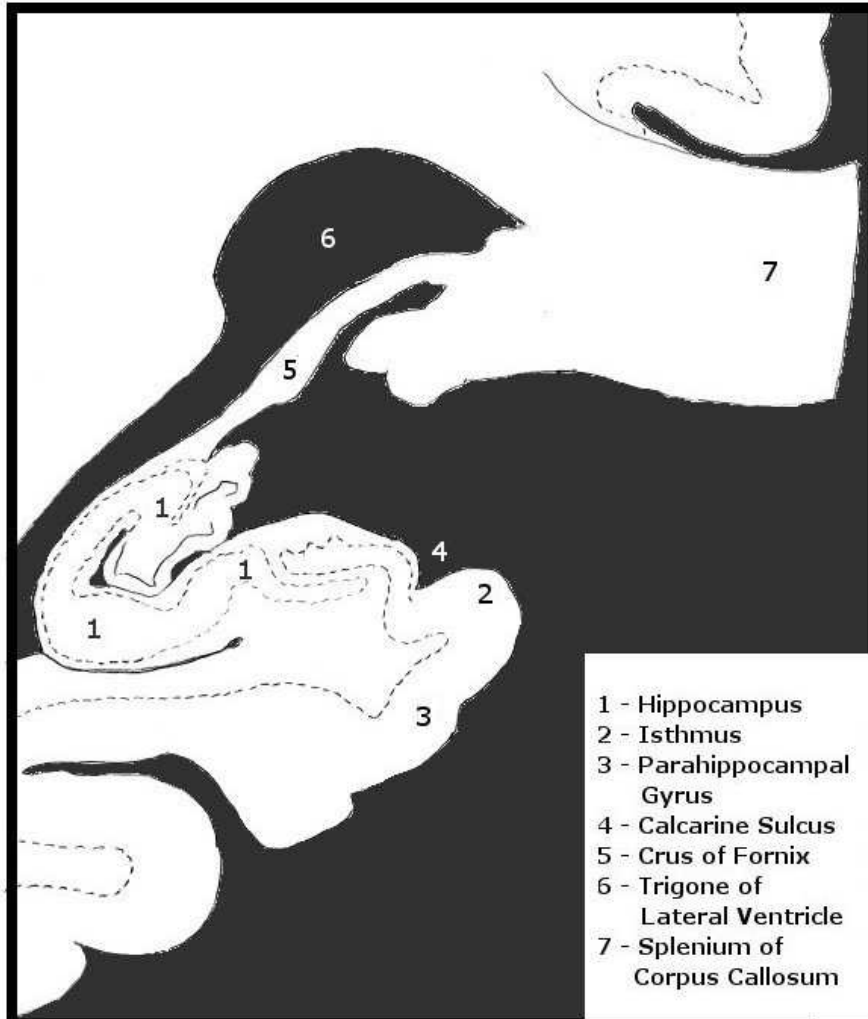 6
7
5
1
1
4
2
1
3
1 - Hippocampus
2 - Isthmus
3 - Parahippocampal
Gyrus
4 - Calcarine Sulcus
5 - Crus of Fornix
6 - Trigone of
Lateral Ventricle
7 - Splenium of
Corpus Callosum